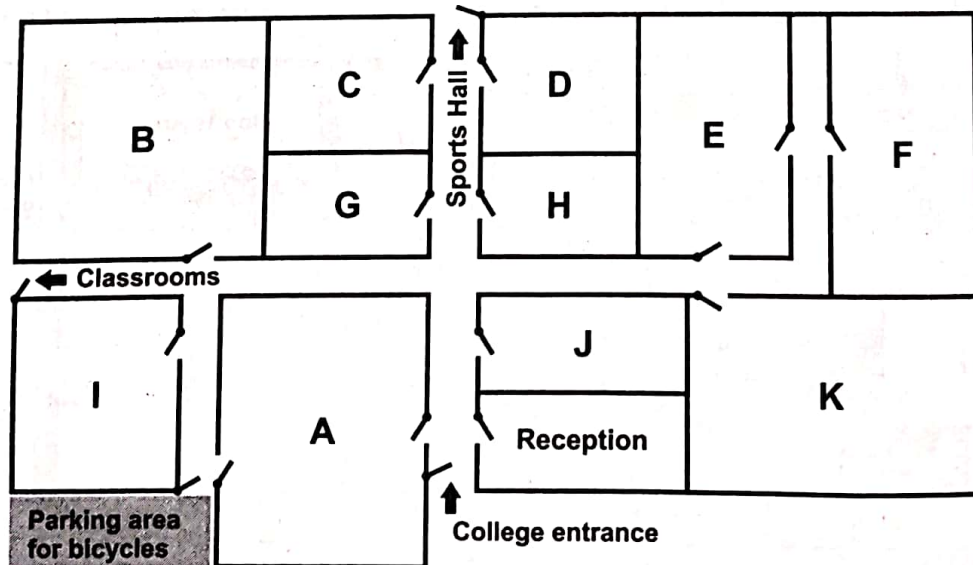 B
C
Sports Hall
D
E
F
G
H
Classrooms
I
A
J
K
Reception
Parking area
for bicycles
College entrance